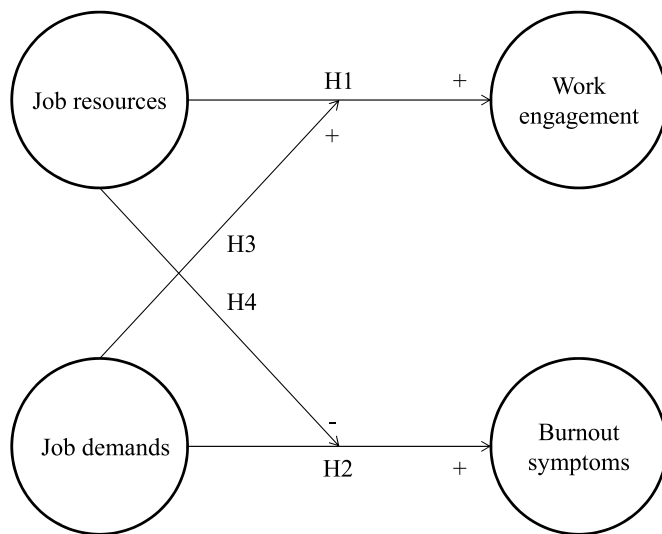 H1
+
Job resources
Work
engagement
+
H3
H4
-
Job demands
Burnout
symptoms
H2
+